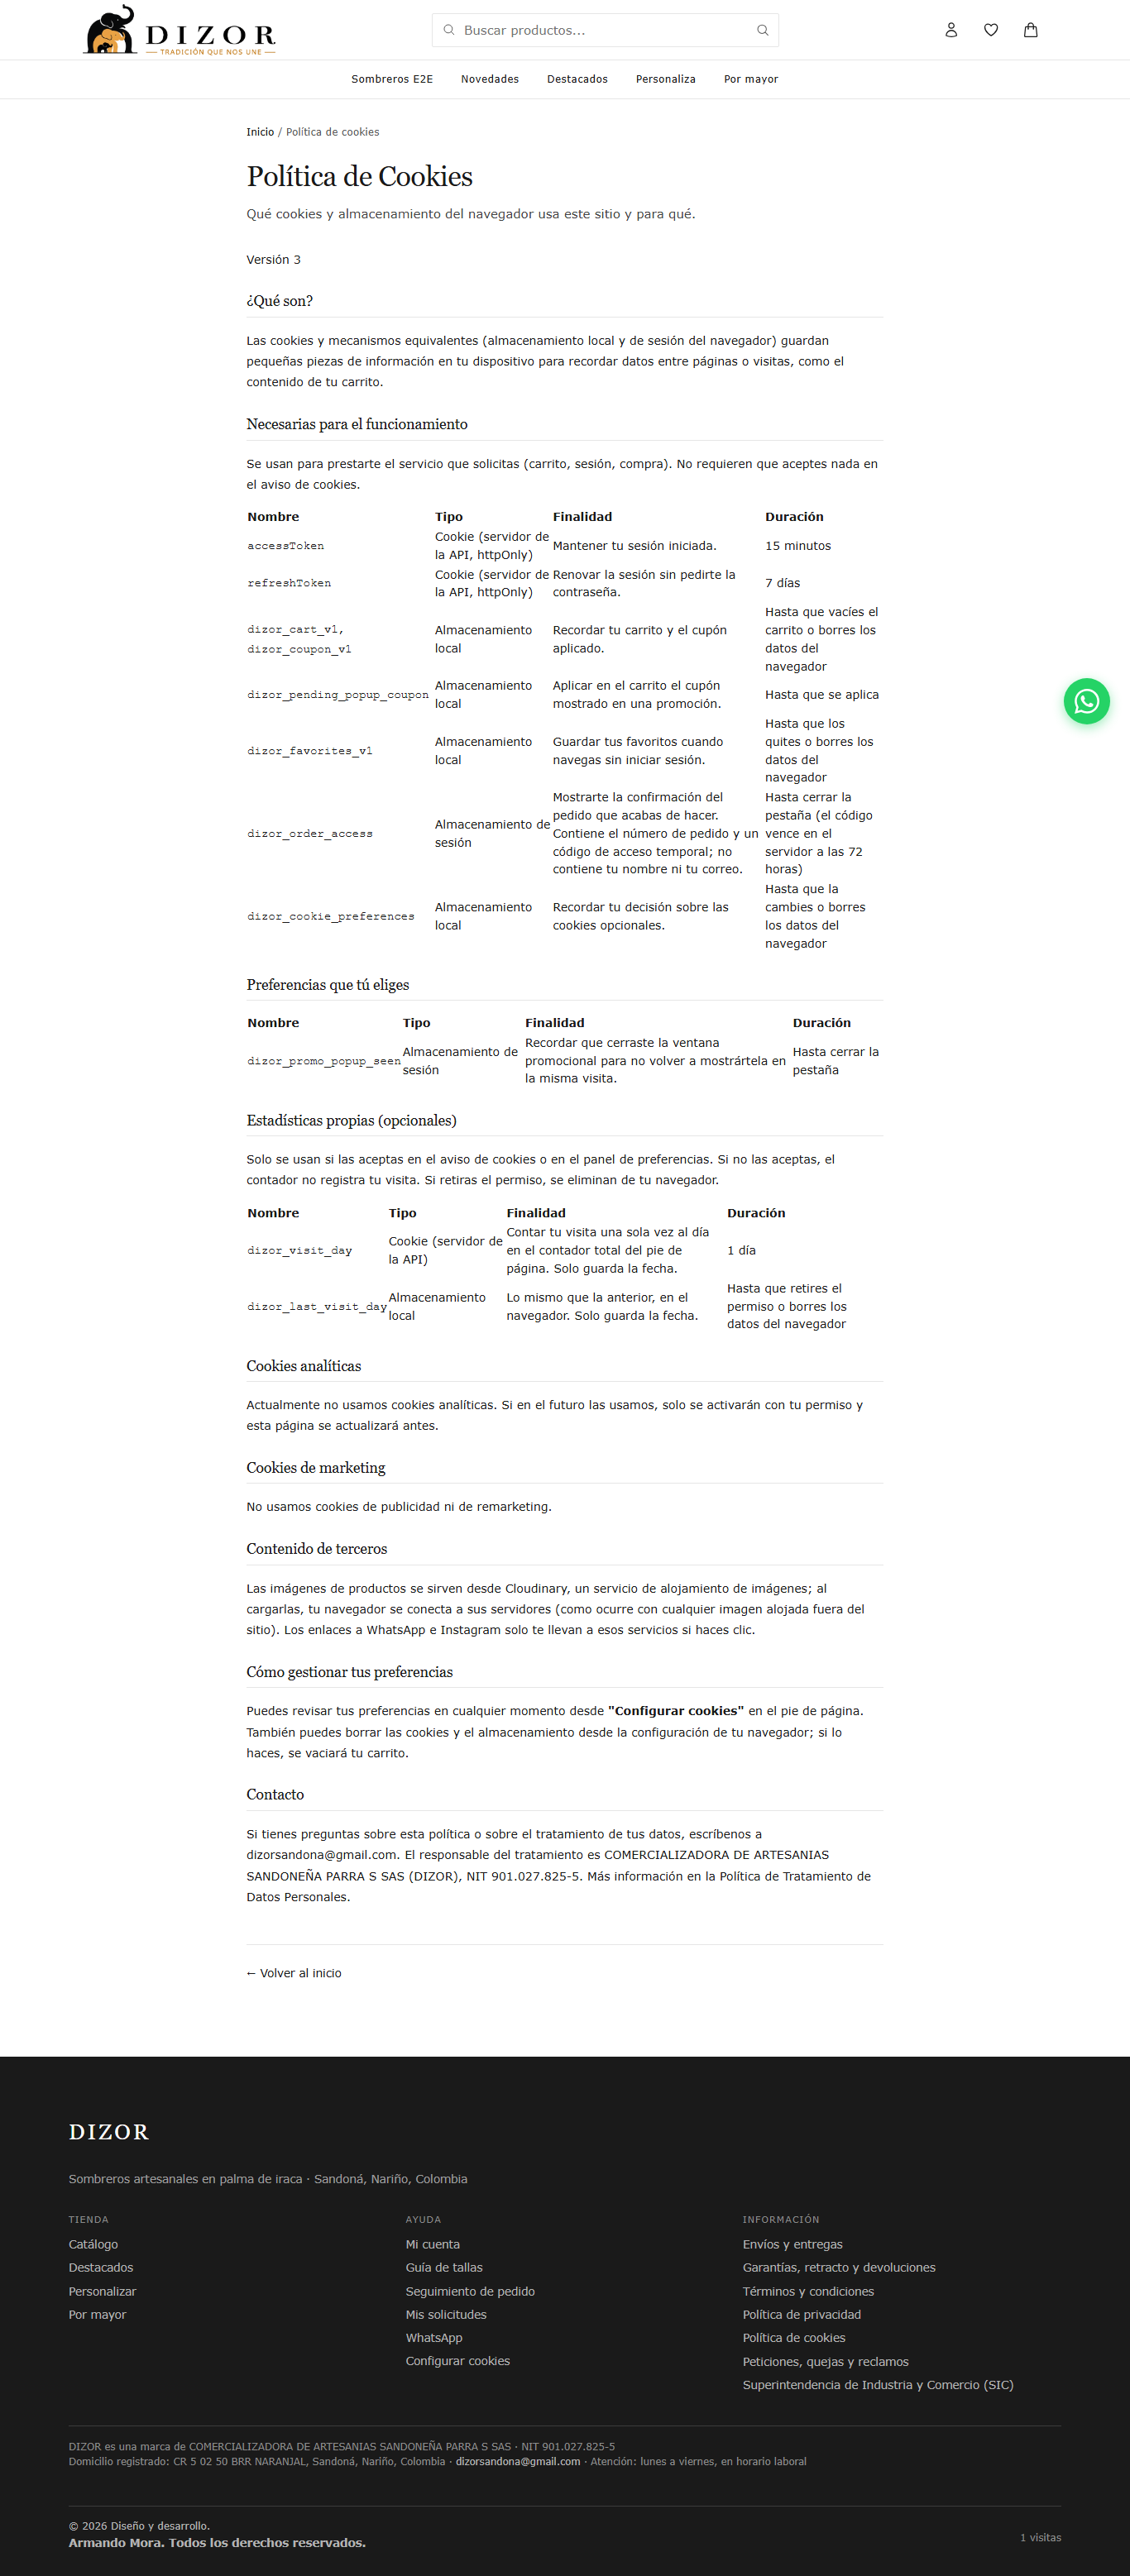 DIZOR
TRADICIÓN QUE NOS UNE
Buscar productos...
Sombreros E2E
Novedades
Destacados
Personaliza
Por mayor
Inicio / Política de cookies
Política de Cookies
Qué cookies y almacenamiento del navegador usa este sitio y para qué.
Versión 3
¿Qué son?
Las cookies y mecanismos equivalentes (almacenamiento local y de sesión del navegador) guardan
pequeñas piezas de información en tu dispositivo para recordar datos entre páginas o visitas, como el
contenido de tu carrito.
Necesarias para el funcionamiento
Se usan para prestarte el servicio que solicitas (carrito, sesión, compra). No requieren que aceptes nada en
el aviso de cookies.
Nombre Tipo Finalidad Duración
accessToken
Cookie (servidor de
la API, httpOnly)
Mantener tu sesión iniciada.
15 minutos
refreshToken
Cookie (servidor de
la API, httpOnly)
Renovar la sesión sin pedirte la
contraseña.
7 días
dizor_cart_v1,
dizor_coupon_v1
Almacenamiento
local
Recordar tu carrito y el cupón
aplicado.
Hasta que vacíes el
carrito o borres los
datos del
navegador
dizor_pending_popup_coupon
Almacenamiento
local
Aplicar en el carrito el cupón
mostrado en una promoción.
Hasta que se aplica
dizor_favorites_v1
Almacenamiento
local
Guardar tus favoritos cuando
navegas sin iniciar sesión.
Hasta que los
quites o borres los
datos del
navegador
dizor_order_access
Almacenamiento de
sesión
Mostrarte la confirmación del
pedido que acabas de hacer.
Contiene el número de pedido y un
código de acceso temporal; no
contiene tu nombre ni tu correo.
Hasta cerrar la
pestaña (el código
vence en el
servidor a las 72
horas)
dizor_cookie_preferences
Almacenamiento
local
Recordar tu decisión sobre las
cookies opcionales.
Hasta que la
cambies o borres
los datos del
navegador
Preferencias que tú eliges
Nombre Tipo Finalidad Duración
dizor_promo_popup_seen
Almacenamiento de
sesión
Recordar que cerraste la ventana
promocional para no volver a mostrártela en
la misma visita.
Hasta cerrar la
pestaña
Estadísticas propias (opcionales)
Solo se usan si las aceptas en el aviso de cookies o en el panel de preferencias. Si no las aceptas, el
contador no registra tu visita. Si retiras el permiso, se eliminan de tu navegador.
Nombre Tipo Finalidad Duración
dizor_visit_day
Cookie (servidor de
la API)
Contar tu visita una sola vez al día
en el contador total del pie de
página. Solo guarda la fecha.
1 día
dizor_last_visit_day
Almacenamiento
local
Lo mismo que la anterior, en el
navegador. Solo guarda la fecha.
Hasta que retires el
permiso o borres los
datos del navegador
Cookies analíticas
Actualmente no usamos cookies analíticas. Si en el futuro las usamos, solo se activarán con tu permiso y
esta página se actualizará antes.
Cookies de marketing
No usamos cookies de publicidad ni de remarketing.
Contenido de terceros
Las imágenes de productos se sirven desde Cloudinary, un servicio de alojamiento de imágenes; al
cargarlas, tu navegador se conecta a sus servidores (como ocurre con cualquier imagen alojada fuera del
sitio). Los enlaces a WhatsApp e Instagram solo te llevan a esos servicios si haces clic.
Cómo gestionar tus preferencias
Puedes revisar tus preferencias en cualquier momento desde "Configurar cookies" en el pie de página.
También puedes borrar las cookies y el almacenamiento desde la configuración de tu navegador; si lo
haces, se vaciará tu carrito.
Contacto
Si tienes preguntas sobre esta política o sobre el tratamiento de tus datos, escríbenos a
dizorsandona@gmail.com. El responsable del tratamiento es COMERCIALIZADORA DE ARTESANIAS
SANDONEÑA PARRA S SAS (DIZOR), NIT 901.027.825-5. Más información en la Política de Tratamiento de
Datos Personales.
← Volver al inicio
DIZOR
Sombreros artesanales en palma de iraca · Sandoná, Nariño, Colombia
TIENDA
Catálogo
Destacados
Personalizar
Por mayor
AYUDA
Mi cuenta
Guía de tallas
Seguimiento de pedido
Mis solicitudes
WhatsApp
Configurar cookies
INFORMACIÓN
Envíos y entregas
Garantías, retracto y devoluciones
Términos y condiciones
Política de privacidad
Política de cookies
Peticiones, quejas y reclamos
Superintendencia de Industria y Comercio (SIC)
DIZOR es una marca de COMERCIALIZADORA DE ARTESANIAS SANDONEÑA PARRA S SAS · NIT 901.027.825-5
Domicilio registrado: CR 5 02 50 BRR NARANJAL, Sandoná, Nariño, Colombia · dizorsandona@gmail.com · Atención: lunes a viernes, en horario laboral
© 2026 Diseño y desarrollo.
Armando Mora. Todos los derechos reservados.
1 visitas